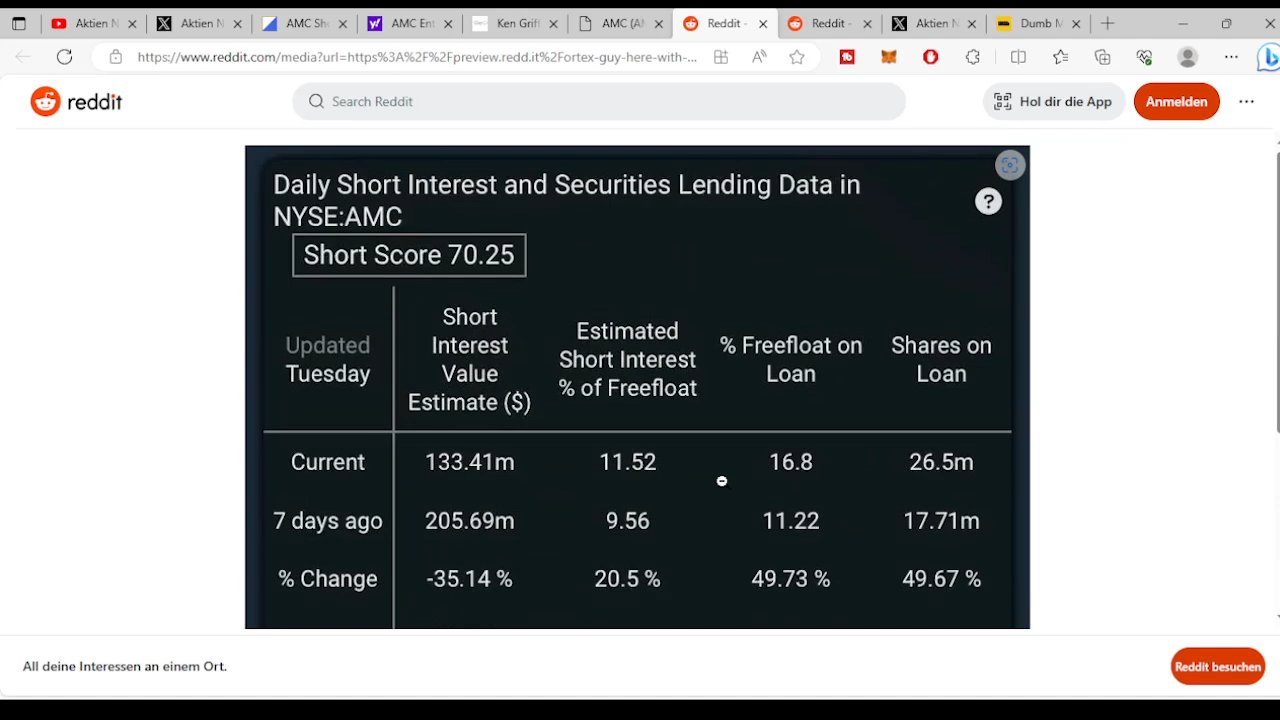 Aktien N
Aktien N
AMC Sho
AMC Ent
Ken Griff
AMC (AM
Reddit -
Reddit -
Aktien N
Dumb M
https://www.reddit.com/media?url=https%3A%2F%2Fpreview.redd.it%2Fortex-guy-here-with-...
reddit
Search Reddit
Hol dir die App
Anmelden
Daily Short Interest and Securities Lending Data in
NYSE:AMC
?
Short Score 70.25
Updated
Tuesday
Short
Interest
Value
Estimate ($)
Estimated
Short Interest
% of Freefloat
% Freefloat on
Loan
Shares on
Loan
Current 133.41m 11.52 16.8 26.5m
7 days ago 205.69m 9.56 11.22 17.71m
% Change -35.14 % 20.5 % 49.73 % 49.67 %
All deine Interessen an einem Ort.
Reddit besuchen